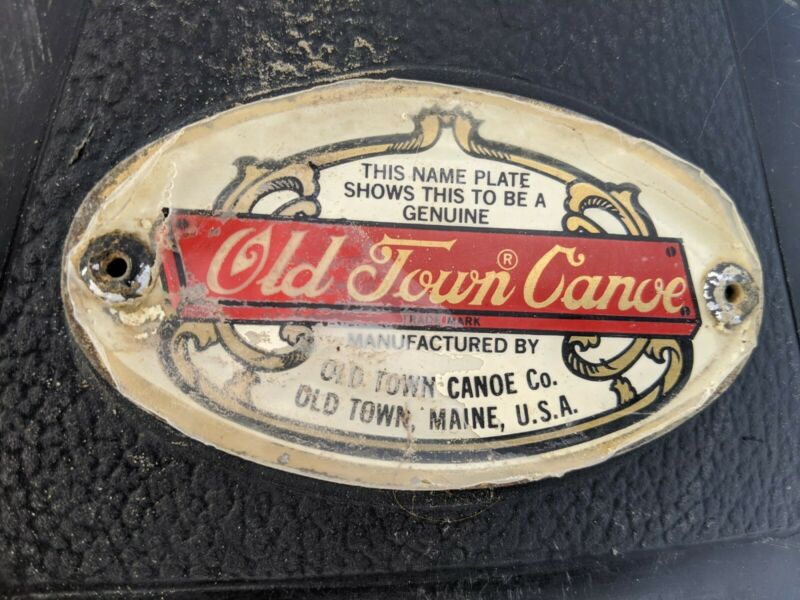 THIS NAME PLATE
SHOWS THIS TO BE A
GENUINE
Old Town® Canoe
TRADE MARK
MANUFACTURED BY
OLD TOWN CANOE Co.
OLD TOWN, MAINE, U.S.A.